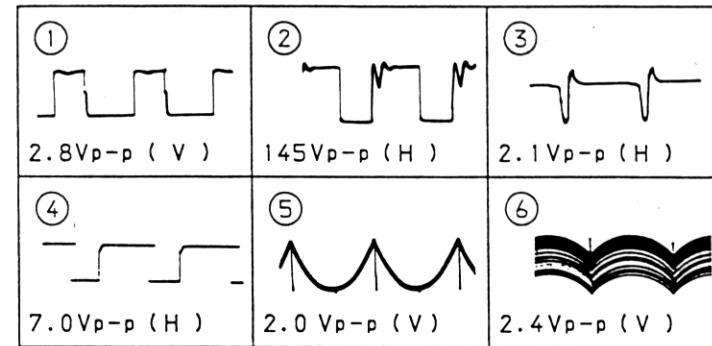 ①
2.8Vp-p ( V )
②
145Vp-p (H)
③
2.1Vp-p (H)
④
7.0Vp-p (H)
⑤
2.0 Vp-p (V)
⑥
2.4Vp-p (V)